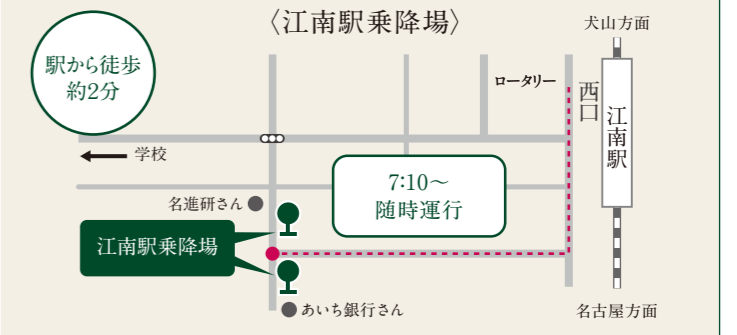 〈江南駅乗降場〉
犬山方面
駅から徒歩
約2分
ロータリー
西口
江南駅
学校
7:10〜
随時運行
名進研さん
江南駅乗降場
あいち銀行さん
名古屋方面